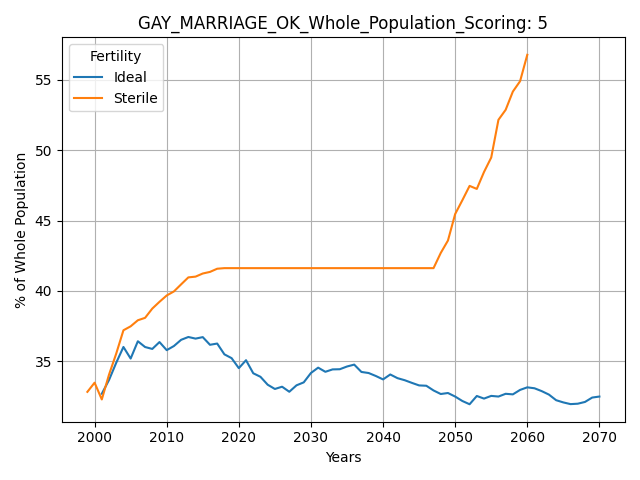 GAY_MARRIAGE_OK_Whole_Population_Scoring: 5
Fertility
Ideal
Sterile
% of Whole Population
55
50
45
40
35
2000 2010 2020 2030 2040 2050 2060 2070
Years